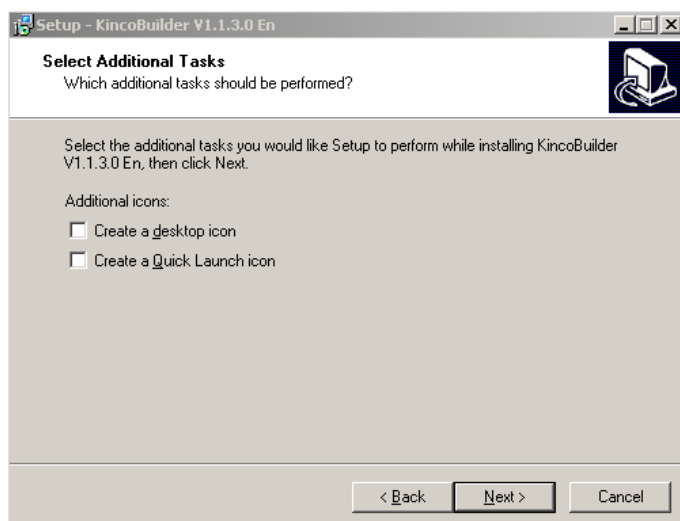 Setup - KincoBuilder V1.1.3.0 En
Select Additional Tasks
Which additional tasks should be performed?
Select the additional tasks you would like Setup to perform while installing KincoBuilder
V1.1.3.0 En, then click Next.
Additional icons:
Create a desktop icon
Create a Quick Launch icon
< Back
Next >
Cancel